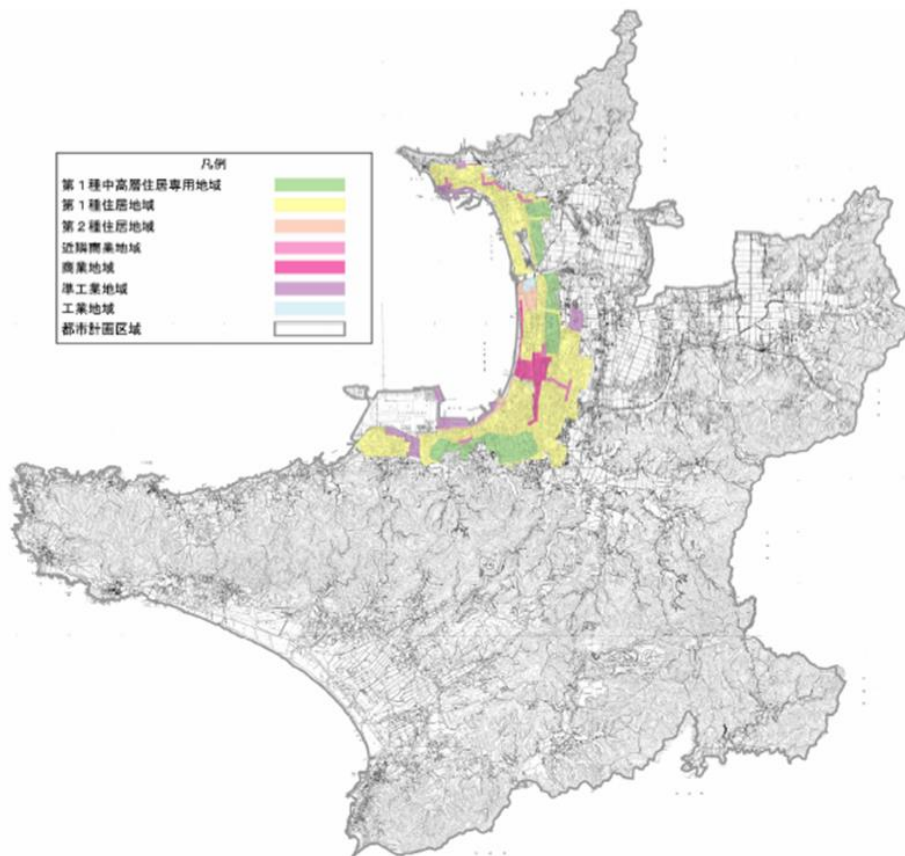 凡例
第1種中高層住居専用地域
第1種住居地域
第2種住居地域
近隣商業地域
商業地域
準工業地域
工業地域
都市計画区域